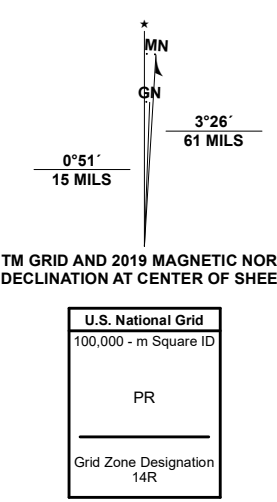 ★
MN
GN
3°26´
61 MILS
0°51´
15 MILS
TM GRID AND 2019 MAGNETIC NOR
DECLINATION AT CENTER OF SHEE
U.S. National Grid
100,000 - m Square ID
PR
Grid Zone Designation
14R